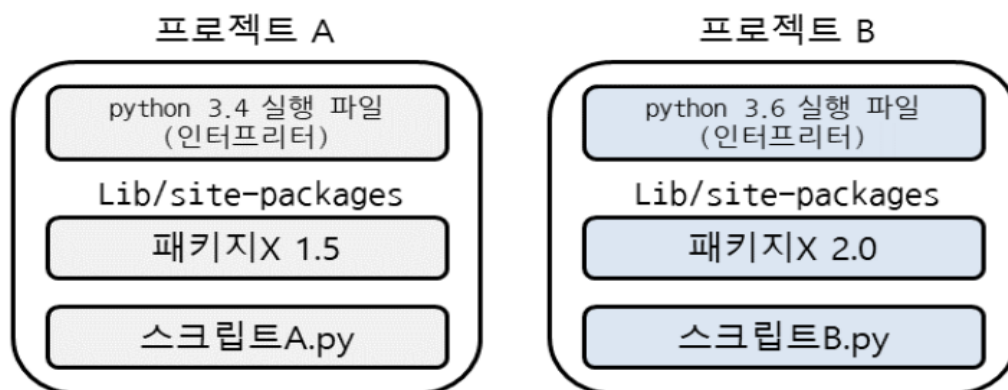 프로젝트 A
python 3.4 실행 파일
(인터프리터)
Lib/site-packages
패키지X 1.5
스크립트A.py
프로젝트 B
python 3.6 실행 파일
(인터프리터)
Lib/site-packages
패키지X 2.0
스크립트B.py